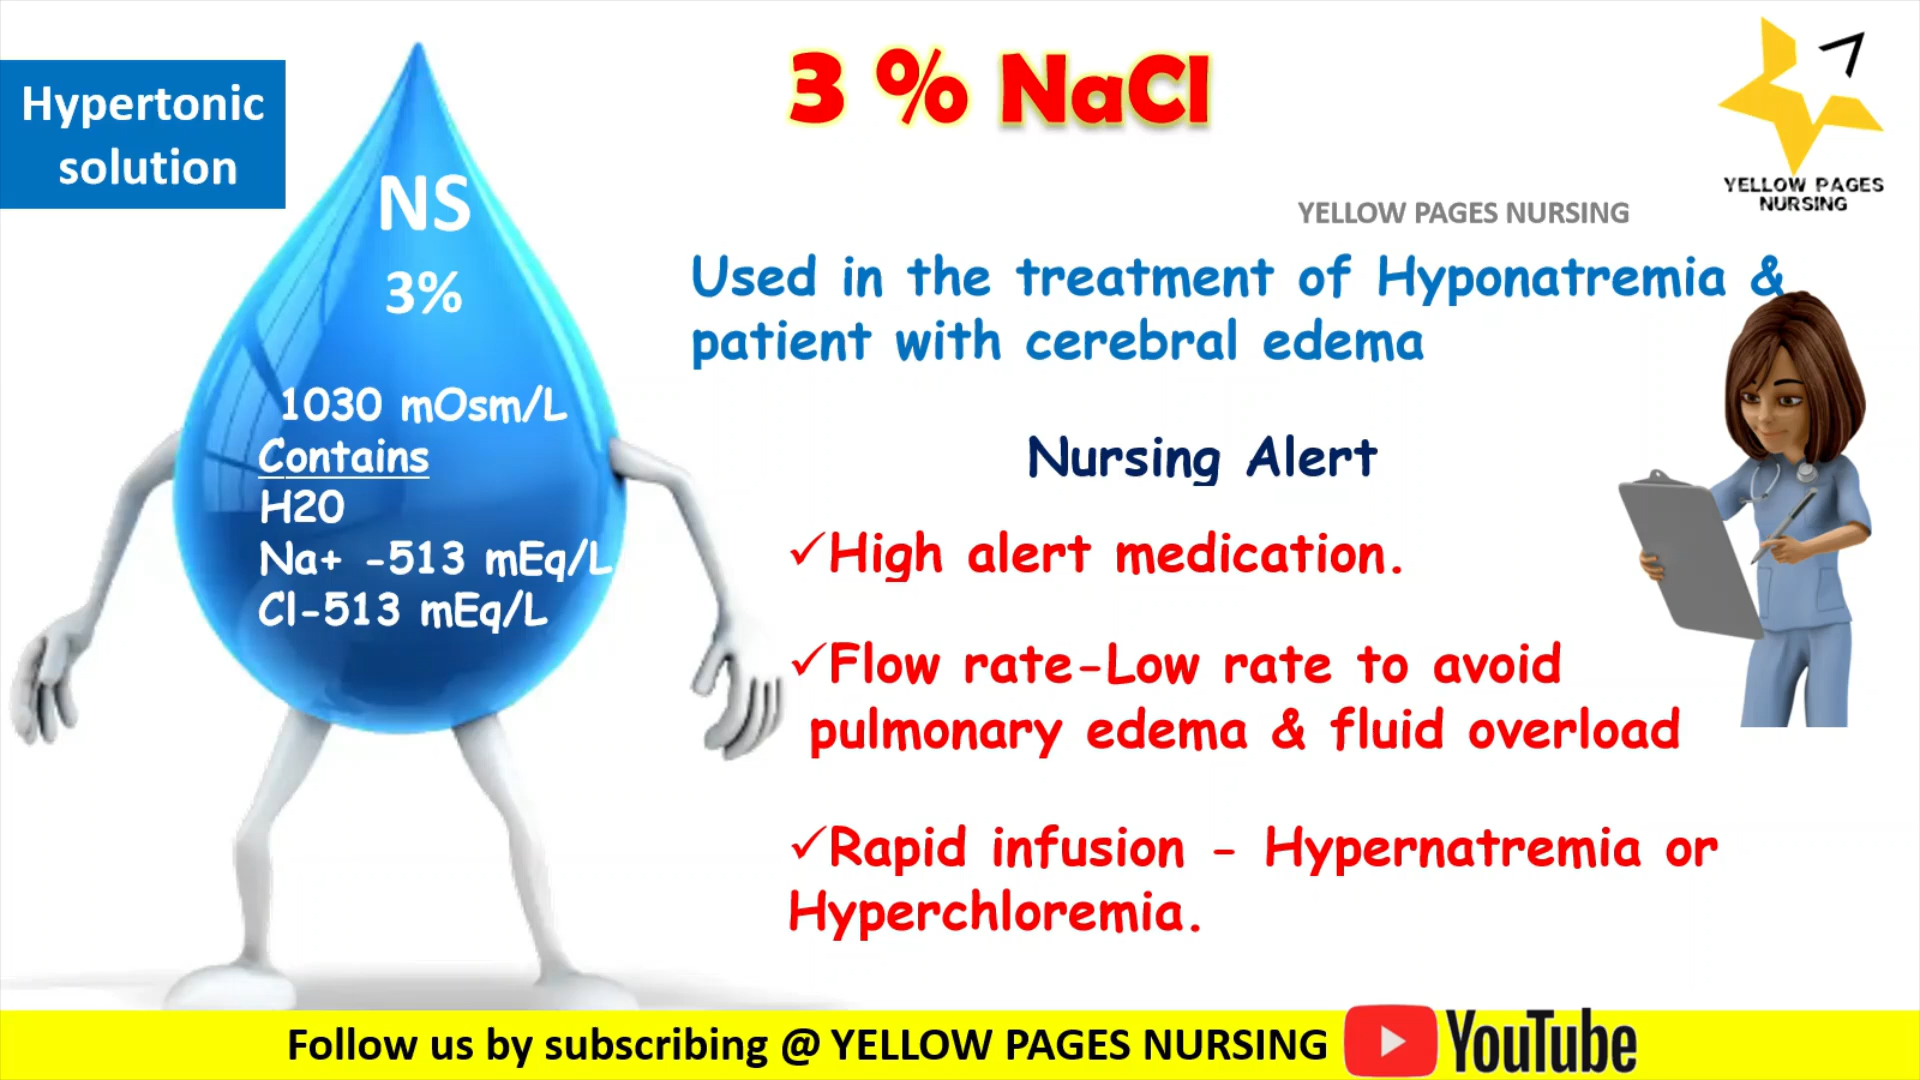 Hypertonic
solution
3 % NaCl
YELLOW PAGES
NURSING
NS
3%
YELLOW PAGES NURSING
Used in the treatment of Hyponatremia &
patient with cerebral edema
1030 mOsm/L
Contains
H20
Na+ -513 mEq/L
Cl-513 mEq/L
Nursing Alert
✓High alert medication.
✓Flow rate-Low rate to avoid
pulmonary edema & fluid overload
✓Rapid infusion - Hypernatremia or
Hyperchloremia.
Follow us by subscribing @ YELLOW PAGES NURSING YouTube